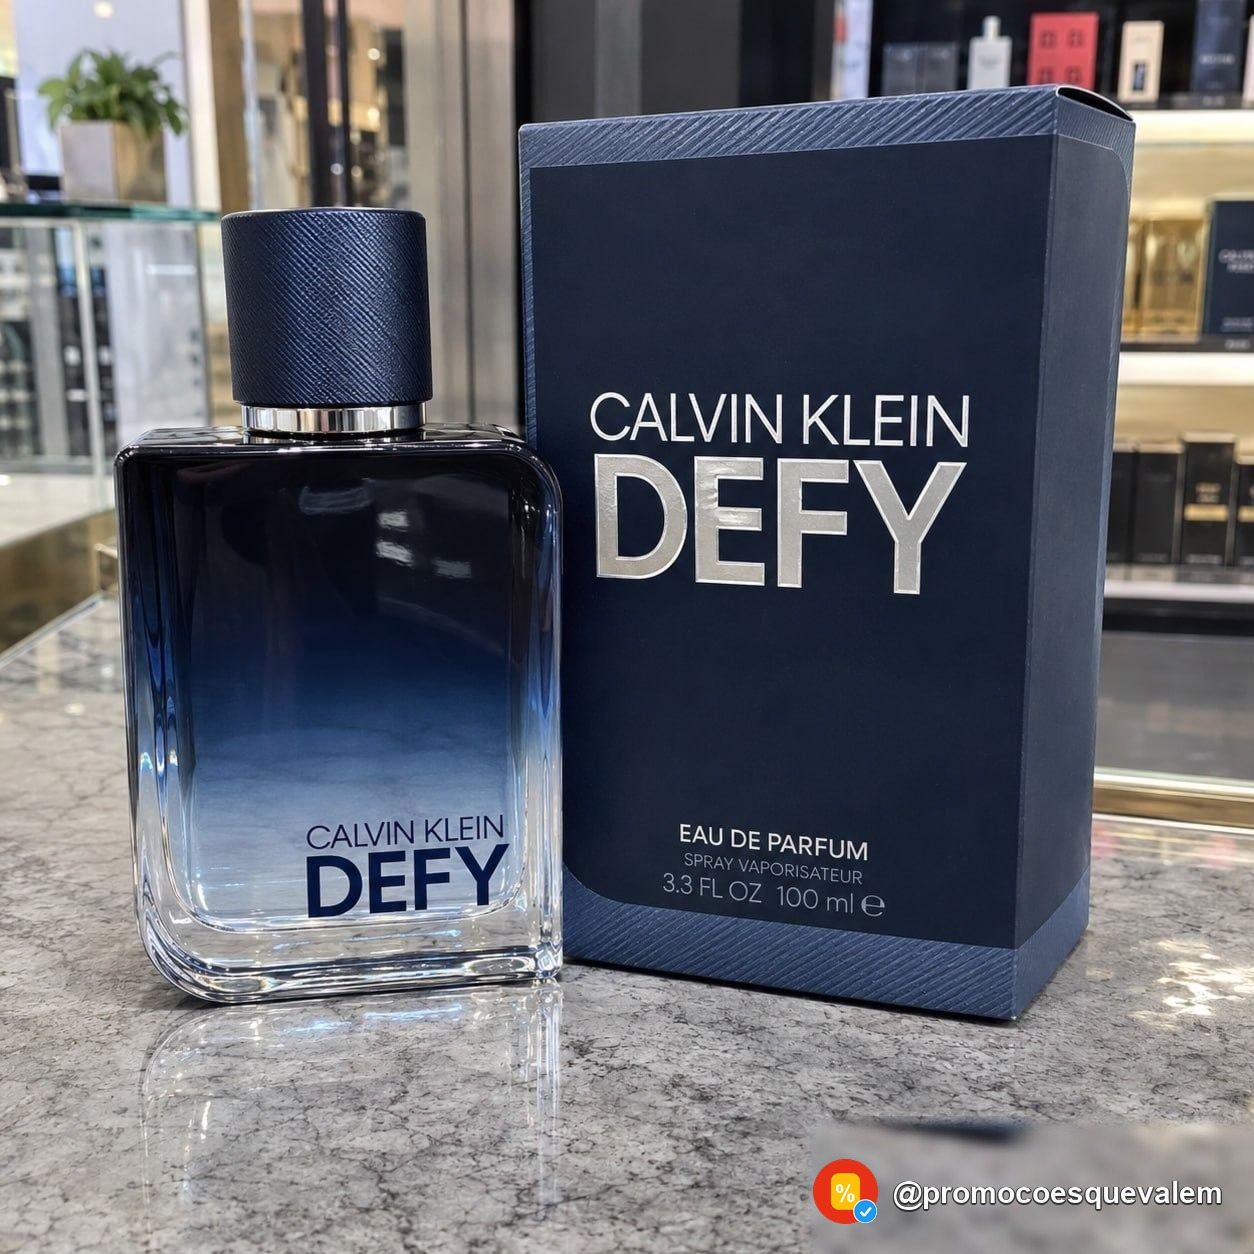 CALVIN KLEIN
DEFY
EAU DE PARFUM
SPRAY VAPORISATEUR
3.3 FL OZ 100 ml ℮
CALVIN KLEIN
DEFY
%
@promocoesquevalem